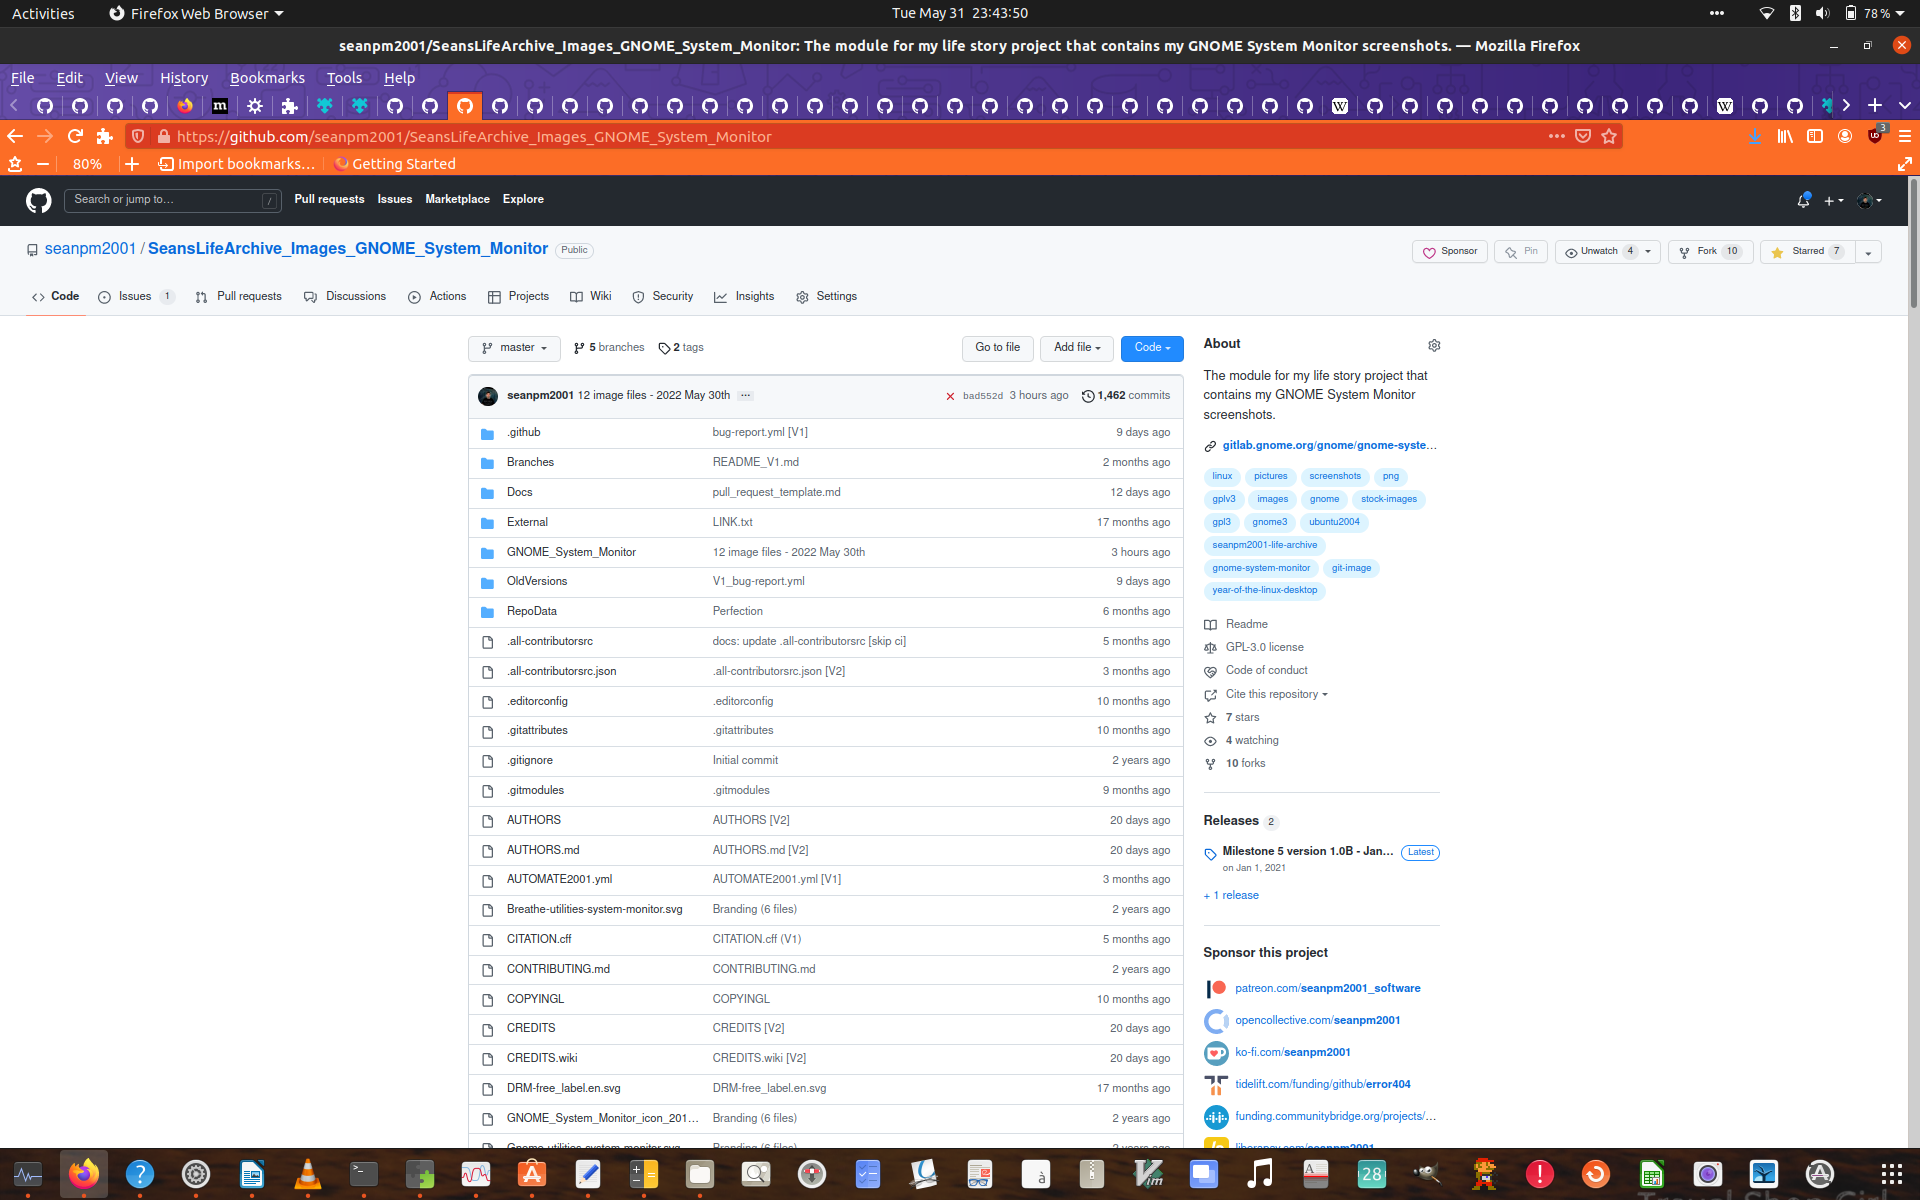 Activities Firefox Web Browser Tue May 31 23:43:50 78 %
seanpm2001/SeansLifeArchive_Images_GNOME_System_Monitor: The module for my life story project that contains my GNOME System Monitor screenshots. — Mozilla Firefox
File Edit View History Bookmarks Tools Help
https://github.com/seanpm2001/SeansLifeArchive_Images_GNOME_System_Monitor 3
80% Import bookmarks… Getting Started
Search or jump to… / Pull requests Issues Marketplace Explore
seanpm2001 / SeansLifeArchive_Images_GNOME_System_Monitor Public Sponsor Pin Unwatch 4 Fork 10 Starred 7
Code Issues 1 Pull requests Discussions Actions Projects Wiki Security Insights Settings
master 5 branches 2 tags Go to file Add file Code
seanpm2001 12 image files - 2022 May 30th ... bad552d 3 hours ago 1,462 commits
.github bug-report.yml [V1] 9 days ago
Branches README_V1.md 2 months ago
Docs pull_request_template.md 12 days ago
External LINK.txt 17 months ago
GNOME_System_Monitor 12 image files - 2022 May 30th 3 hours ago
OldVersions V1_bug-report.yml 9 days ago
RepoData Perfection 6 months ago
.all-contributorsrc docs: update .all-contributorsrc [skip ci] 5 months ago
.all-contributorsrc.json .all-contributorsrc.json [V2] 3 months ago
.editorconfig .editorconfig 10 months ago
.gitattributes .gitattributes 10 months ago
.gitignore Initial commit 2 years ago
.gitmodules .gitmodules 9 months ago
AUTHORS AUTHORS [V2] 20 days ago
AUTHORS.md AUTHORS.md [V2] 20 days ago
AUTOMATE2001.yml AUTOMATE2001.yml [V1] 3 months ago
Breathe-utilities-system-monitor.svg Branding (6 files) 2 years ago
CITATION.cff CITATION.cff (V1) 5 months ago
CONTRIBUTING.md CONTRIBUTING.md 2 years ago
COPYINGL COPYINGL 10 months ago
CREDITS CREDITS [V2] 20 days ago
CREDITS.wiki CREDITS.wiki [V2] 20 days ago
DRM-free_label.en.svg DRM-free_label.en.svg 17 months ago
GNOME_System_Monitor_icon_201… Branding (6 files) 2 years ago
Gnome-utilities-system-monitor.svg Branding (6 files) 2 years ago
About
The module for my life story project that
contains my GNOME System Monitor
screenshots.
gitlab.gnome.org/gnome/gnome-syste…
linux pictures screenshots png
gplv3 images gnome stock-images
gpl3 gnome3 ubuntu2004
seanpm2001-life-archive
gnome-system-monitor git-image
year-of-the-linux-desktop
Readme
GPL-3.0 license
Code of conduct
Cite this repository
7 stars
4 watching
10 forks
Releases 2
Milestone 5 version 1.0B - Jan… Latest
on Jan 1, 2021
+ 1 release
Sponsor this project
patreon.com/seanpm2001_software
opencollective.com/seanpm2001
ko-fi.com/seanpm2001
tidelift.com/funding/github/error404
funding.communitybridge.org/projects/…
liberapay.com/seanpm2001
28